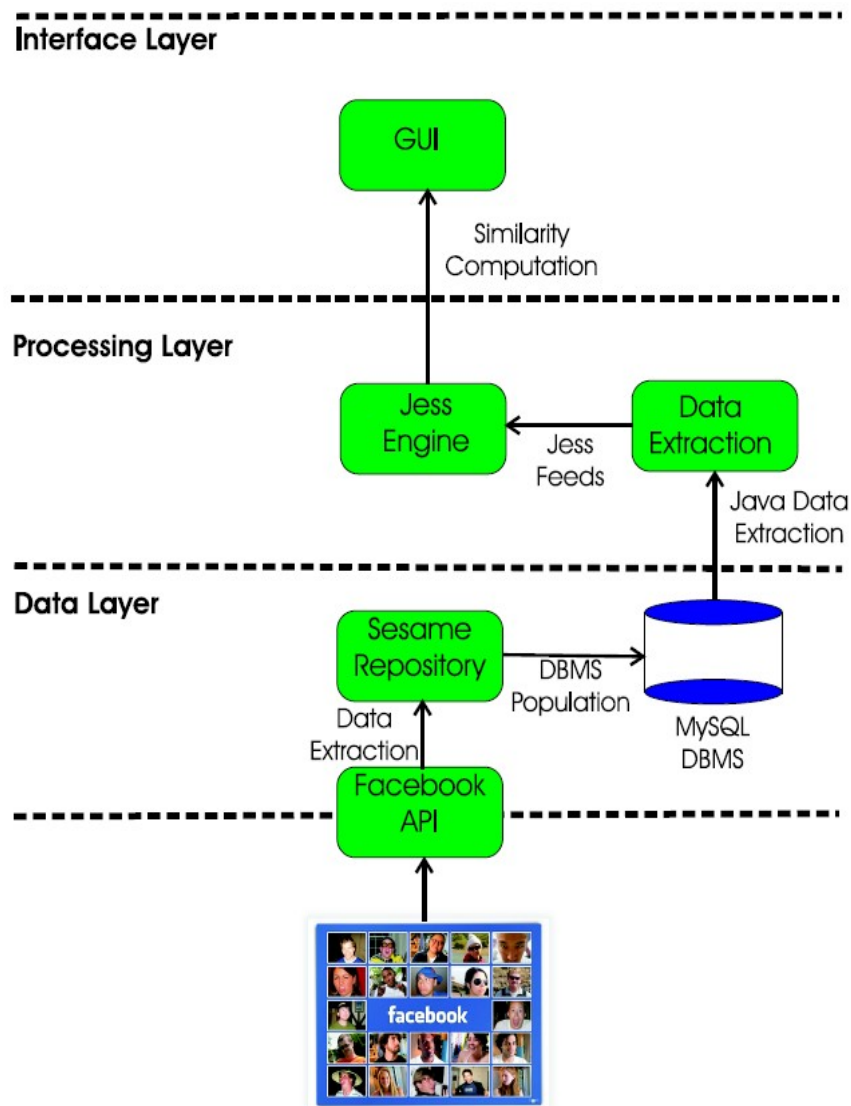 Interface Layer
GUI
Similarity
Computation
Processing Layer
Jess
Engine
Jess
Feeds
Data
Extraction
Java Data
Extraction
Data Layer
Sesame
Repository
DBMS
Population
MySQL
DBMS
Data
Extraction
Facebook
API
facebook